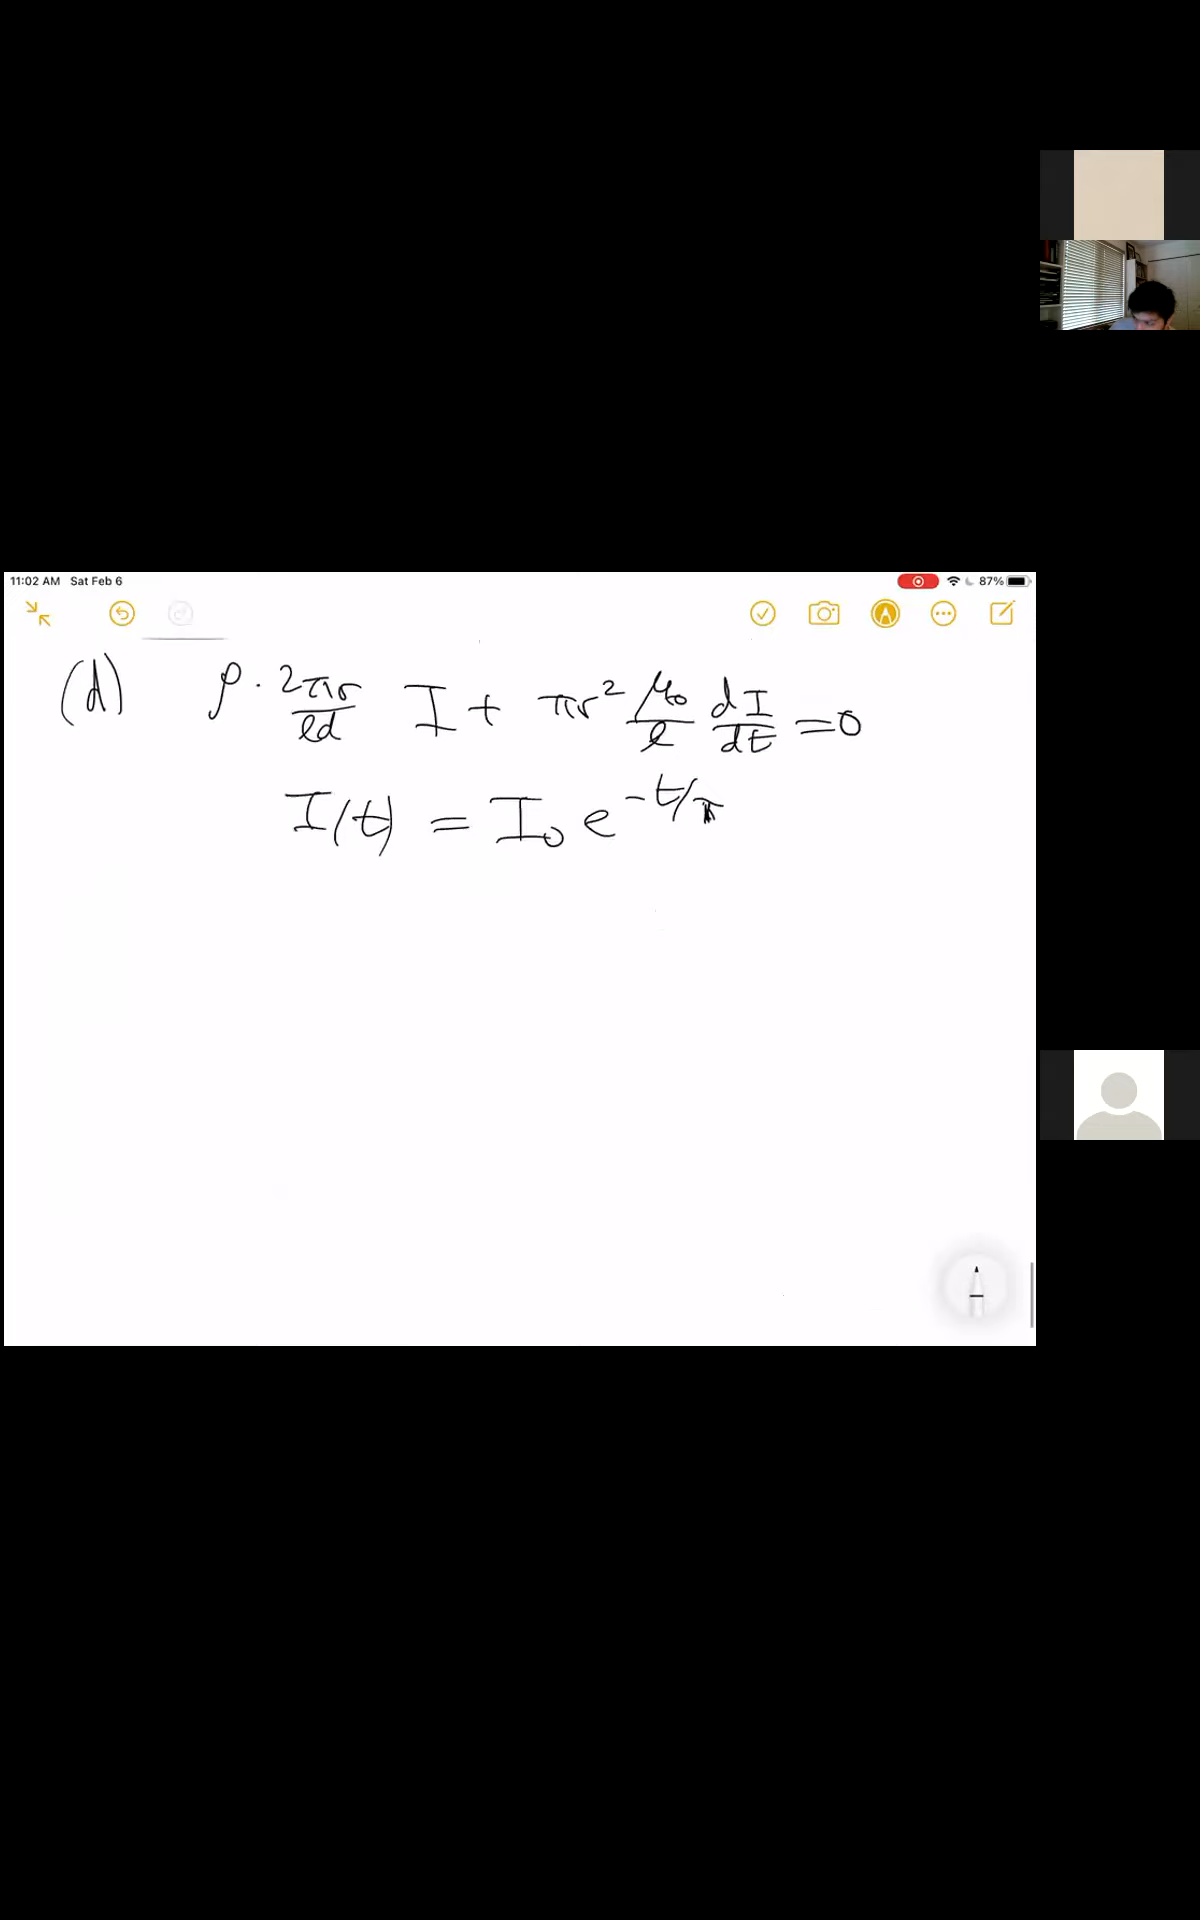 11:02 AM Sat Feb 6 87%
(d) ρ · 2πr/ld I + πr² μ₀/l dI/dt = 0
I(t) = I₀ e^(-t/τ)